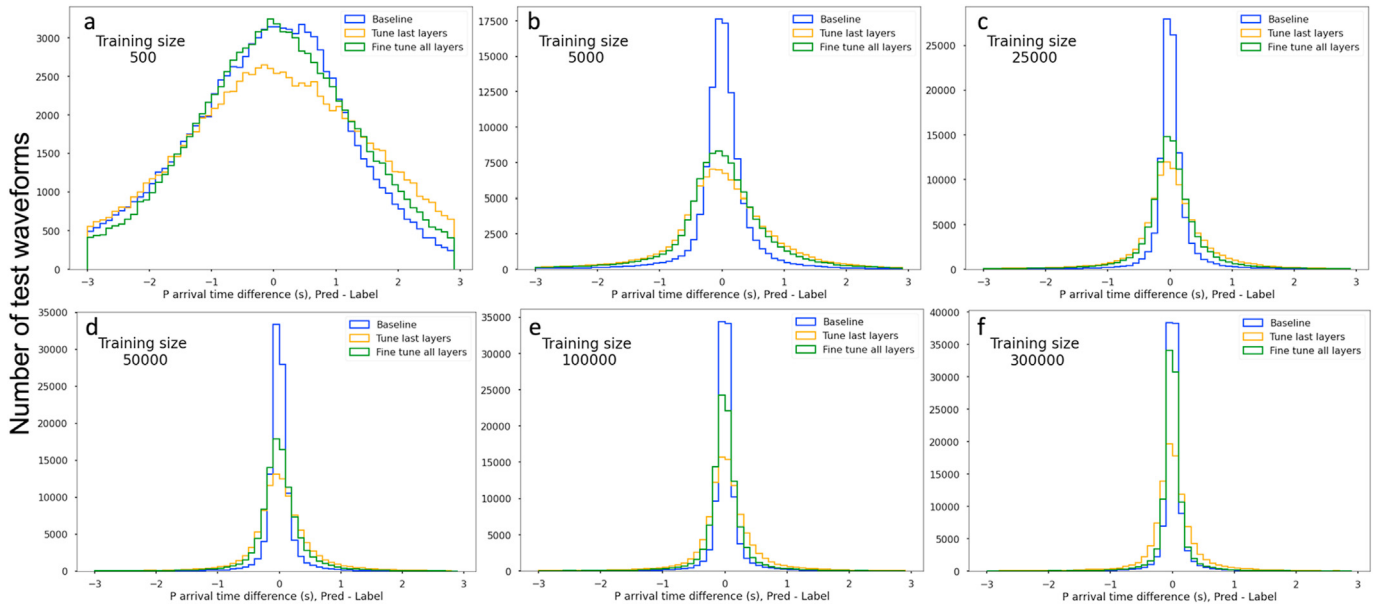 Number of test waveforms
a
Training size
500
Baseline
Tune last layers
Fine tune all layers
3000
2500
2000
1500
1000
500
0
−3 −2 −1 0 1 2 3
P arrival time difference (s), Pred - Label
b
Training size
5000
Baseline
Tune last layers
Fine tune all layers
17500
15000
12500
10000
7500
5000
2500
0
−3 −2 −1 0 1 2 3
P arrival time difference (s), Pred - Label
c
Training size
25000
Baseline
Tune last layers
Fine tune all layers
25000
20000
15000
10000
5000
0
−3 −2 −1 0 1 2 3
P arrival time difference (s), Pred - Label
d
Training size
50000
Baseline
Tune last layers
Fine tune all layers
35000
30000
25000
20000
15000
10000
5000
0
−3 −2 −1 0 1 2 3
P arrival time difference (s), Pred - Label
e
Training size
100000
Baseline
Tune last layers
Fine tune all layers
35000
30000
25000
20000
15000
10000
5000
0
−3 −2 −1 0 1 2 3
P arrival time difference (s), Pred - Label
f
Training size
300000
Baseline
Tune last layers
Fine tune all layers
40000
35000
30000
25000
20000
15000
10000
5000
0
−3 −2 −1 0 1 2 3
P arrival time difference (s), Pred - Label